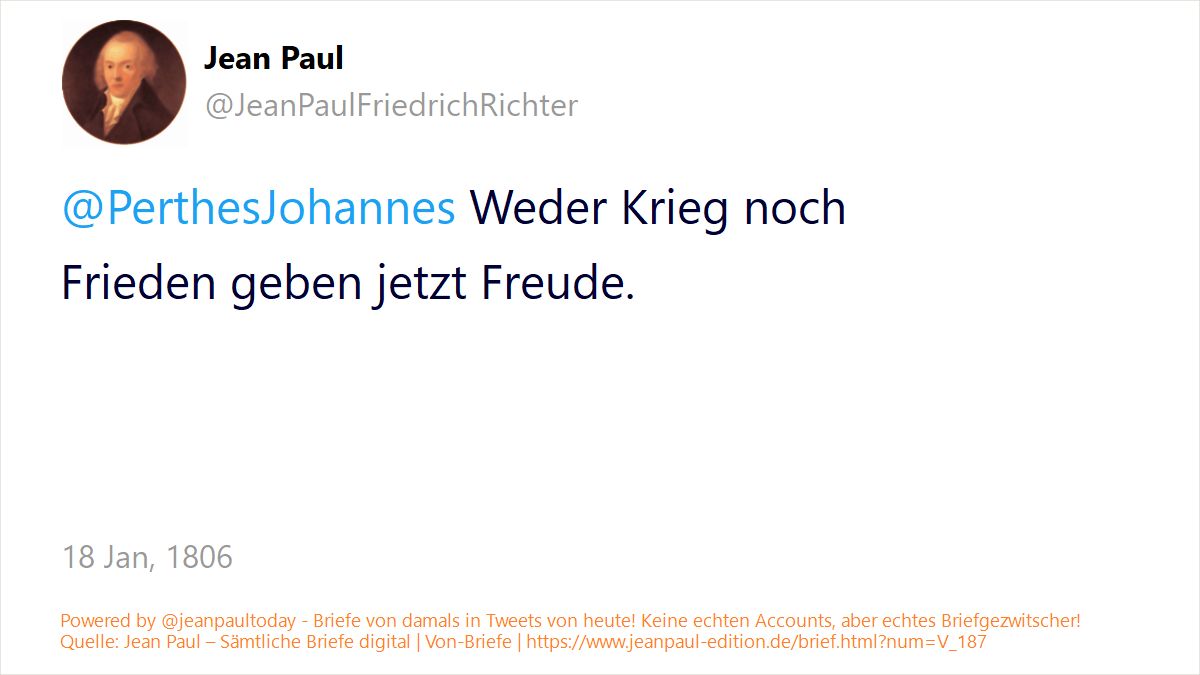 Jean Paul
@JeanPaulFriedrichRichter
@PerthesJohannes Weder Krieg noch
Frieden geben jetzt Freude.
18 Jan, 1806
Powered by @jeanpaultoday - Briefe von damals in Tweets von heute! Keine echten Accounts, aber echtes Briefgezwitscher!
Quelle: Jean Paul – Sämtliche Briefe digital | Von-Briefe | https://www.jeanpaul-edition.de/brief.html?num=V_187